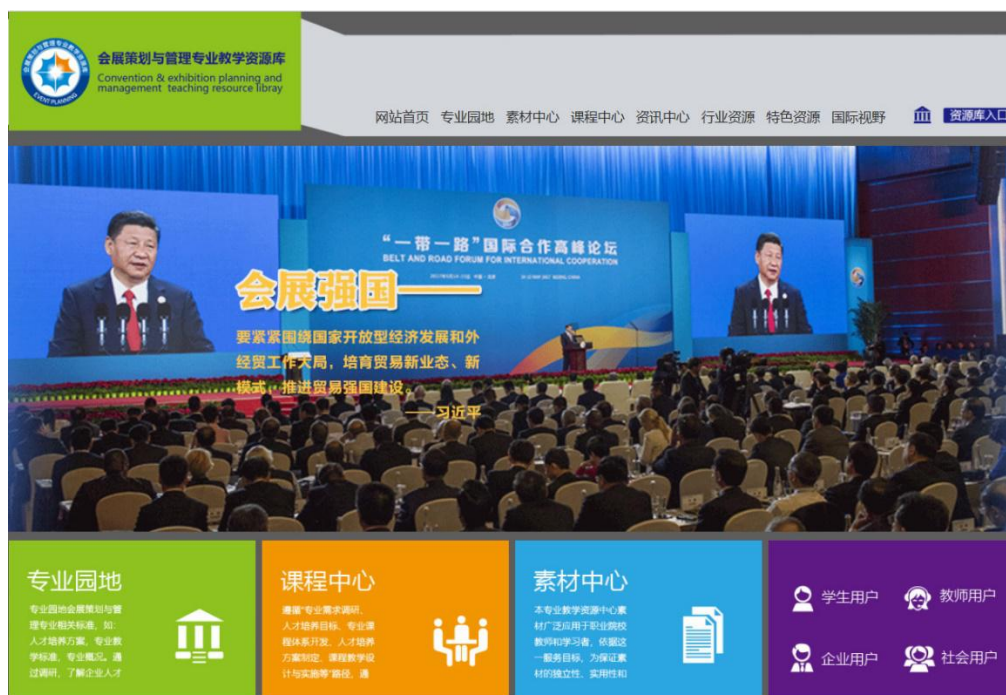 会展策划与管理专业教学资源库
Convention & exhibition planning and
management teaching resource libray
EVENT PLANNING
网站首页 专业园地 素材中心 课程中心 资讯中心 行业资源 特色资源 国际视野
资源库入口
“一带一路”国际合作高峰论坛
BELT AND ROAD FORUM FOR INTERNATIONAL COOPERATION
会展强国——
要紧紧围绕国家开放型经济发展和外
经贸工作大局，培育贸易新业态、新
模式，推进贸易强国建设。
——习近平
专业园地
专业园地会展策划与管
理专业相关标准，如：
人才培养方案，专业教
学标准，专业概况。通
过调研，了解企业人才
课程中心
遵循“专业需求调研、
人才培养目标、专业课
程体系开发、人才培养
方案制定、课程教学设
计与实施等”路径，通
素材中心
本专业教学资源中心素
材广泛应用于职业院校
教师和学习者，依据这
一服务目标，为保证素
材的独立性、实用性和
学生用户
教师用户
企业用户
社会用户